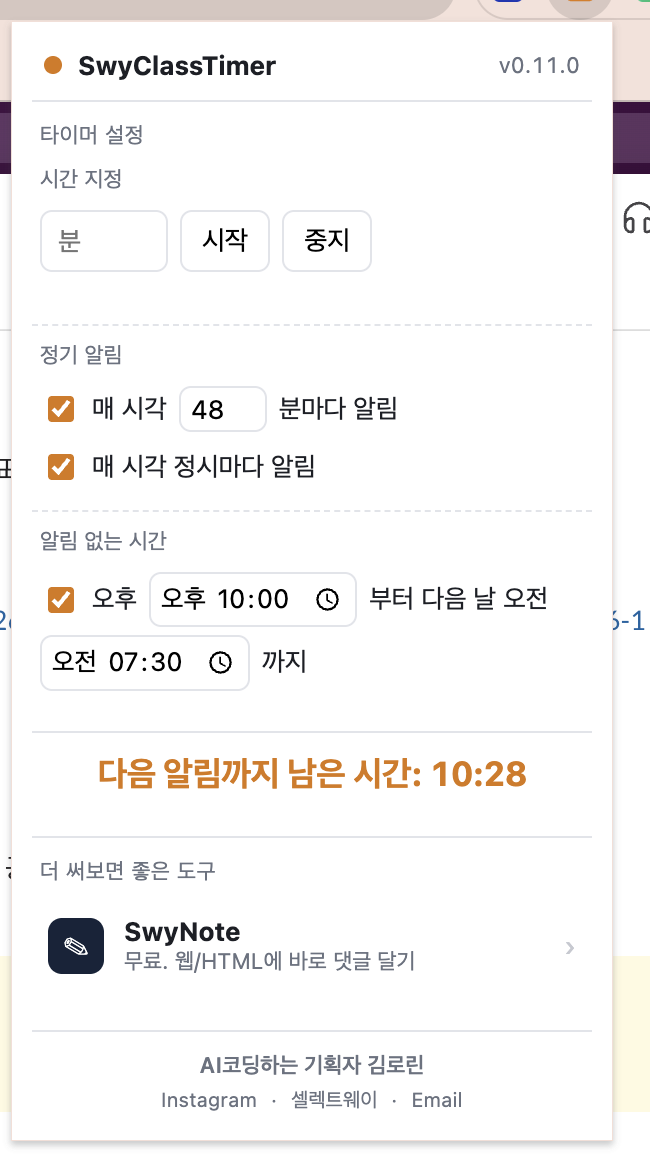 SwyClassTimer v0.11.0
타이머 설정
시간 지정
분 시작 중지
정기 알림
매 시각 48 분마다 알림
매 시각 정시마다 알림
알림 없는 시간
오후 오후 10:00 부터 다음 날 오전
오전 07:30 까지
다음 알림까지 남은 시간: 10:28
더 써보면 좋은 도구
SwyNote
무료. 웹/HTML에 바로 댓글 달기
AI코딩하는 기획자 김로린
Instagram · 셀렉트웨이 · Email